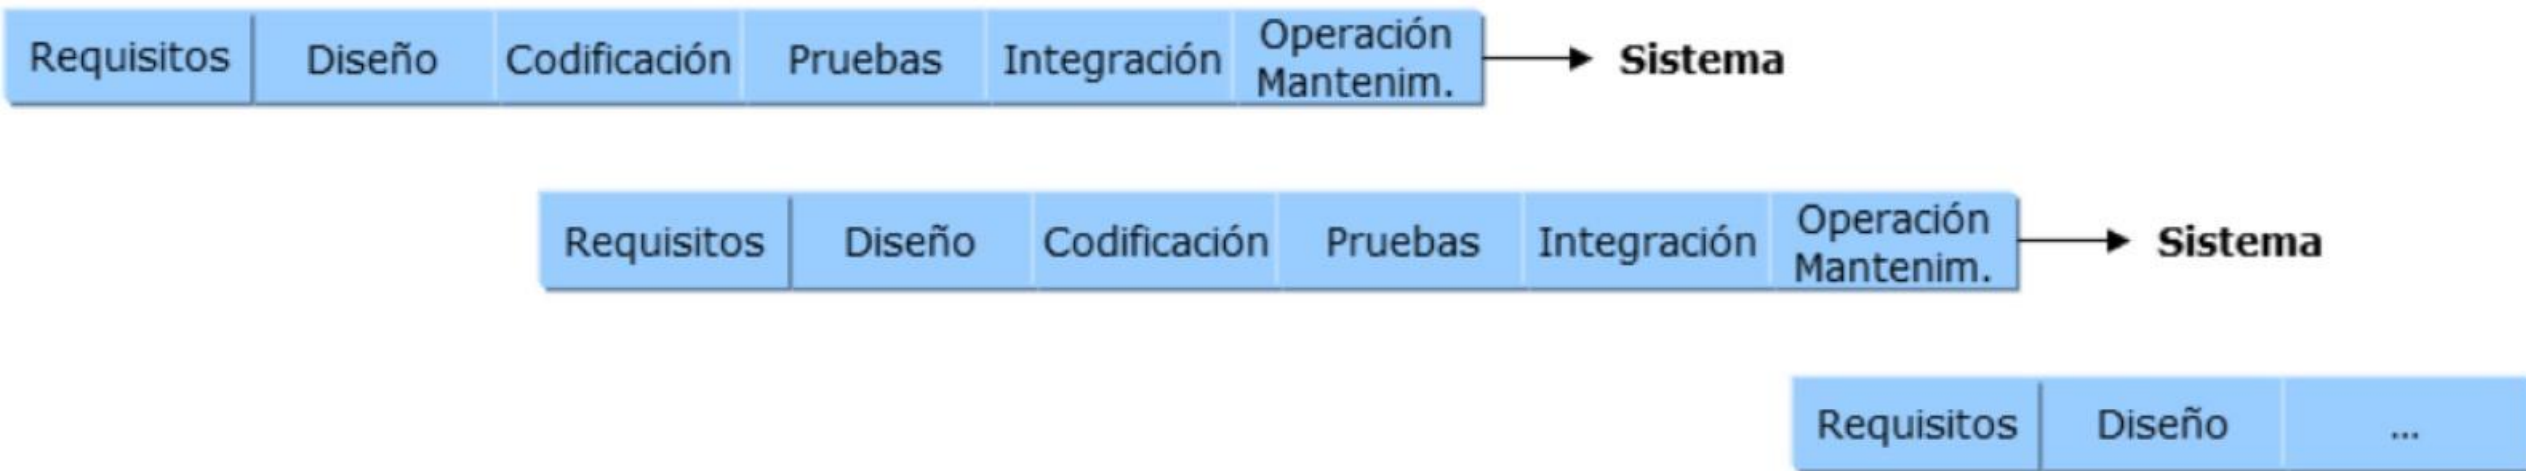 Requisitos Diseño Codificación Pruebas Integración Operación Mantenim. Sistema
Requisitos Diseño Codificación Pruebas Integración Operación Mantenim. Sistema
Requisitos Diseño ...